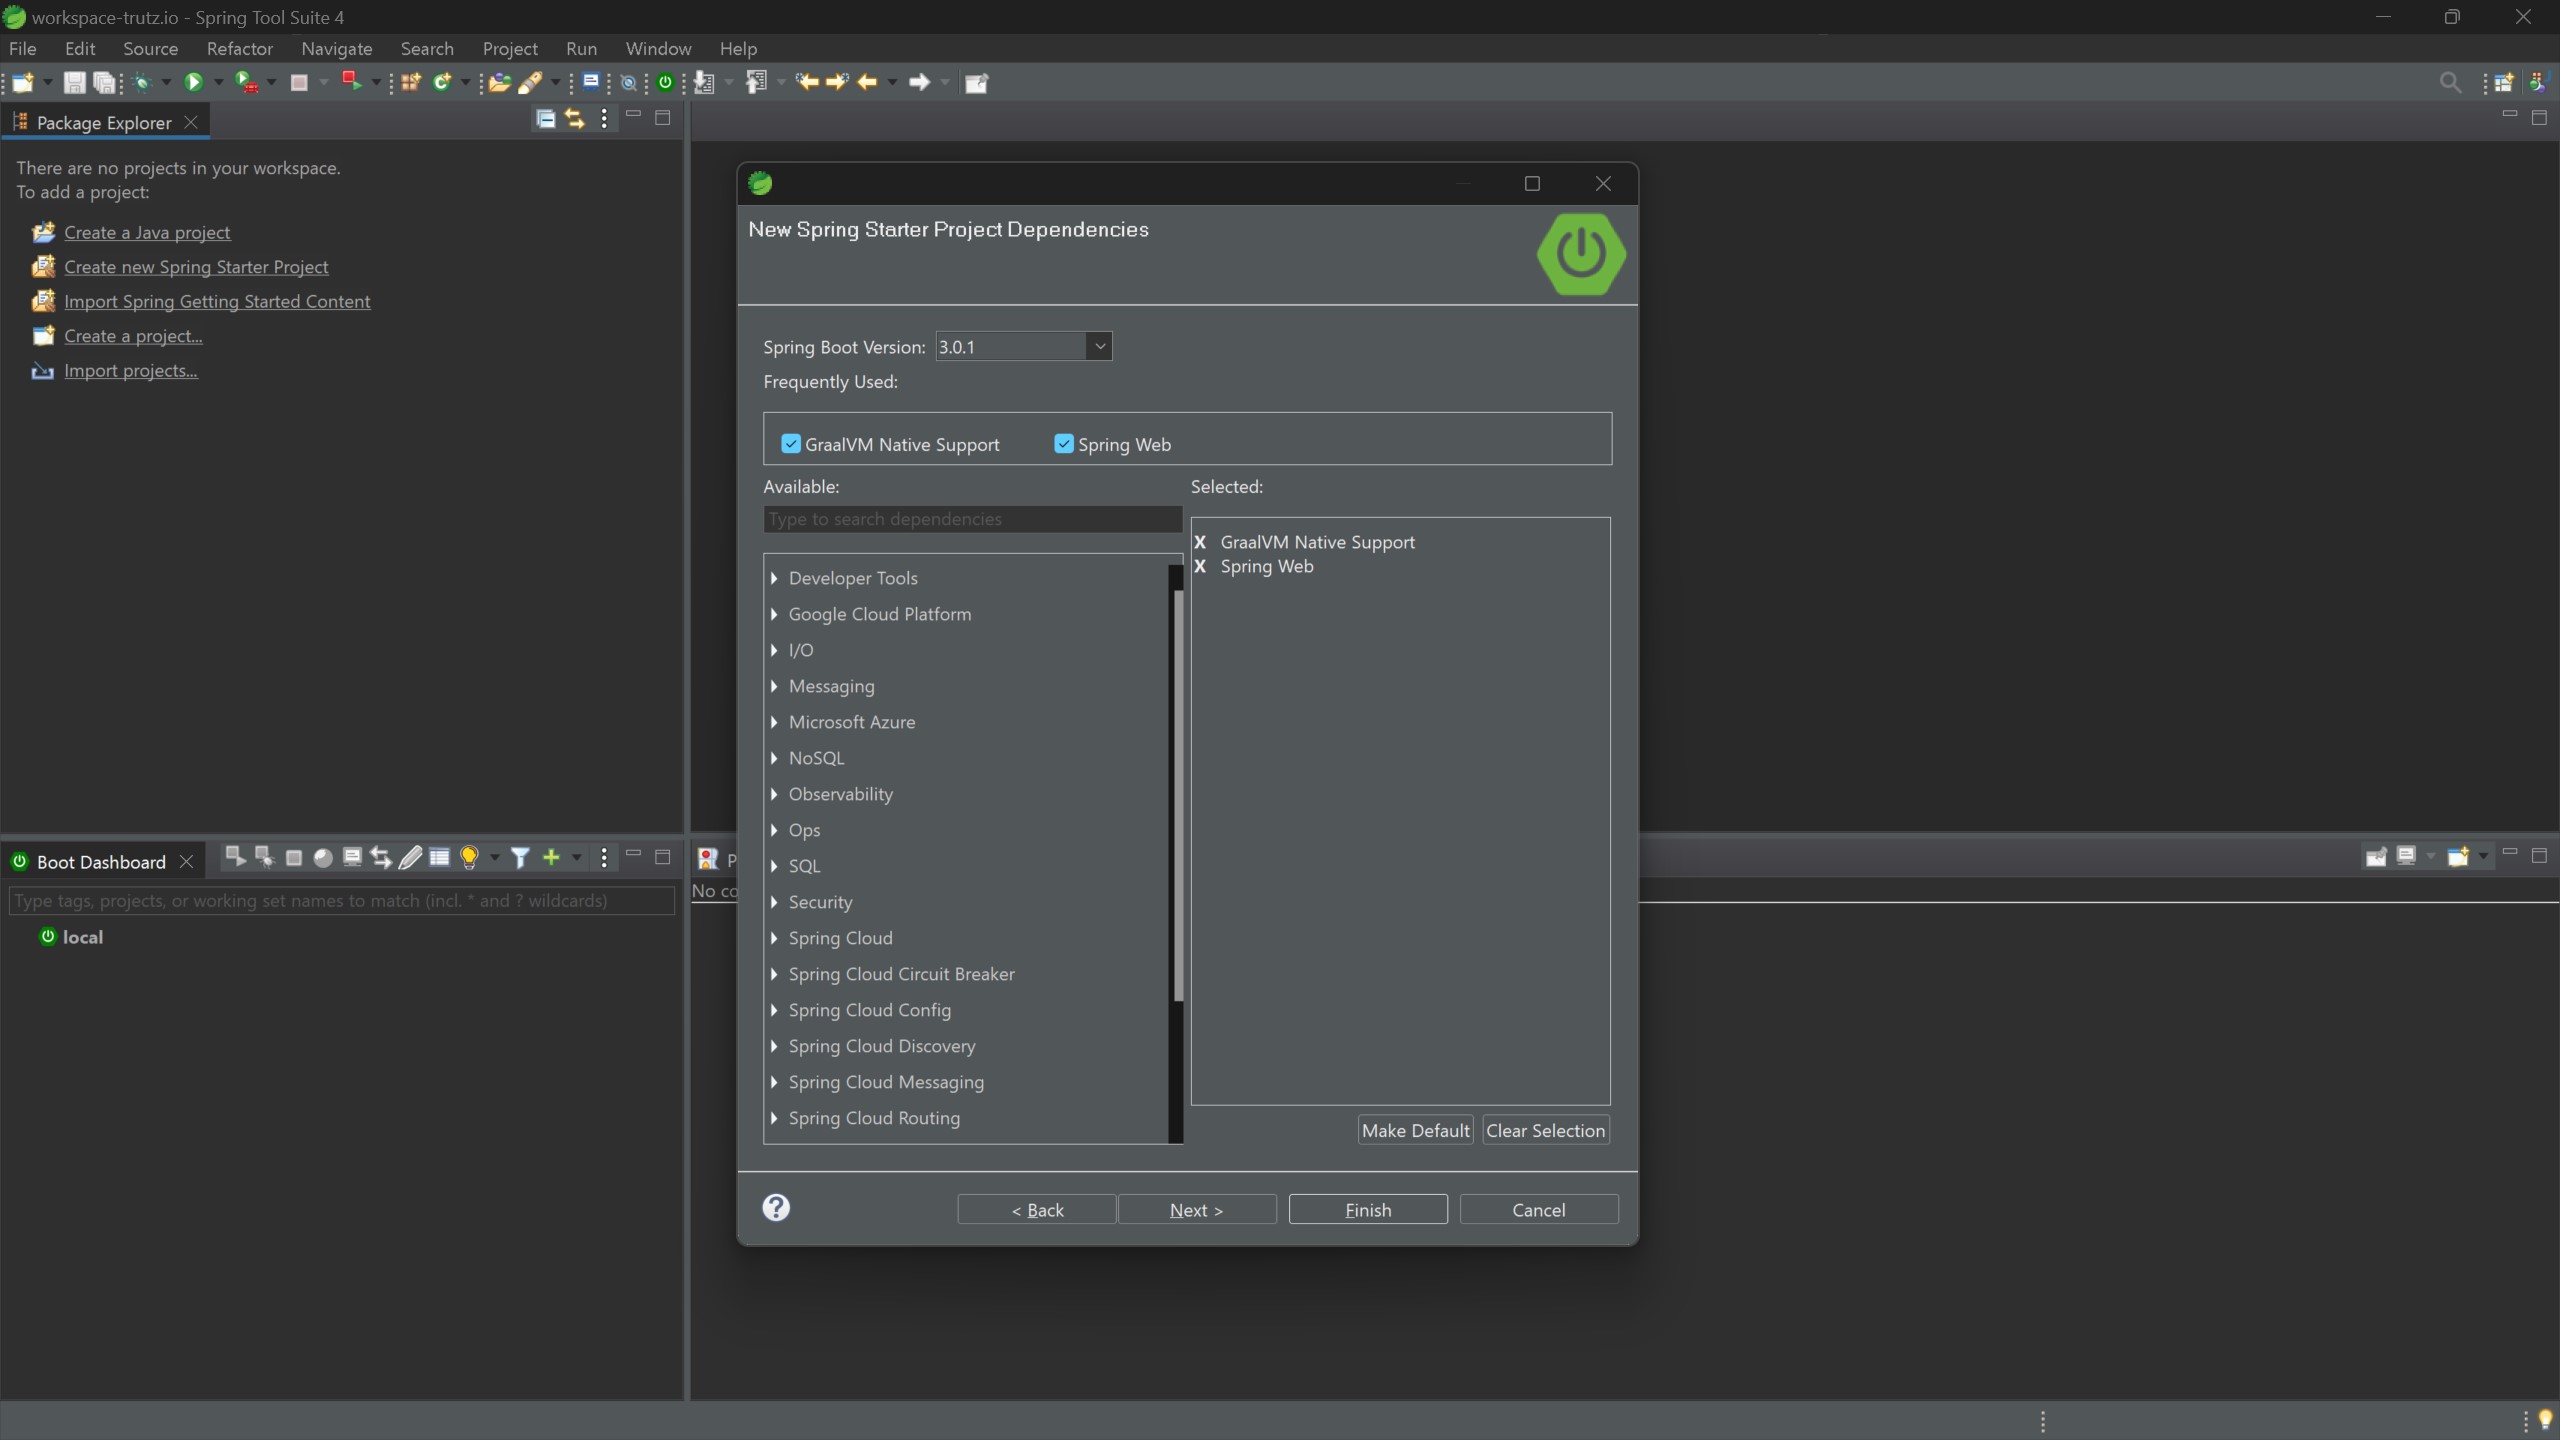 workspace-trutz.io - Spring Tool Suite 4
File Edit Source Refactor Navigate Search Project Run Window Help
Package Explorer
There are no projects in your workspace.
To add a project:
Create a Java project
Create new Spring Starter Project
Import Spring Getting Started Content
Create a project...
Import projects...
New Spring Starter Project Dependencies
Spring Boot Version: 3.0.1
Frequently Used:
GraalVM Native Support Spring Web
Available:
Type to search dependencies
Developer Tools
Google Cloud Platform
I/O
Messaging
Microsoft Azure
NoSQL
Observability
Ops
SQL
Security
Spring Cloud
Spring Cloud Circuit Breaker
Spring Cloud Config
Spring Cloud Discovery
Spring Cloud Messaging
Spring Cloud Routing
Selected:
X GraalVM Native Support
X Spring Web
Make Default Clear Selection
< Back Next > Finish Cancel
Boot Dashboard
Type tags, projects, or working set names to match (incl. * and ? wildcards)
local
P
No co